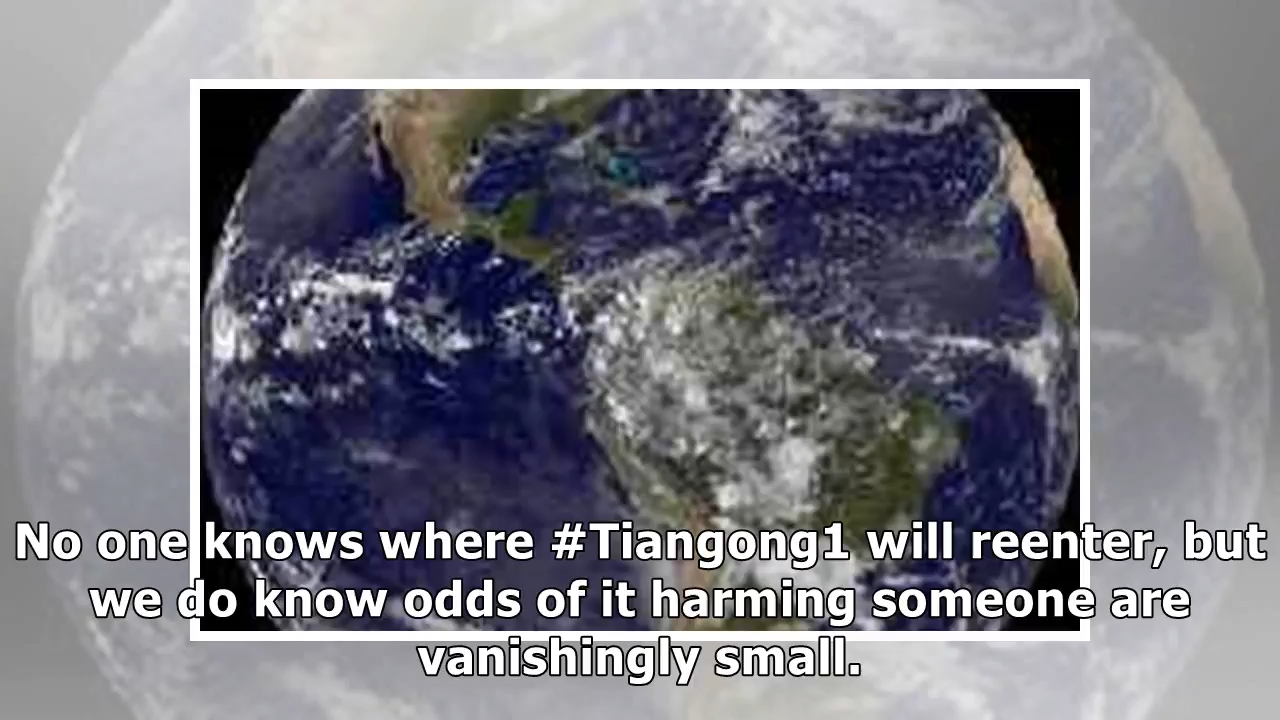 No one knows where #Tiangong1 will reenter, but
we do know odds of it harming someone are
vanishingly small.